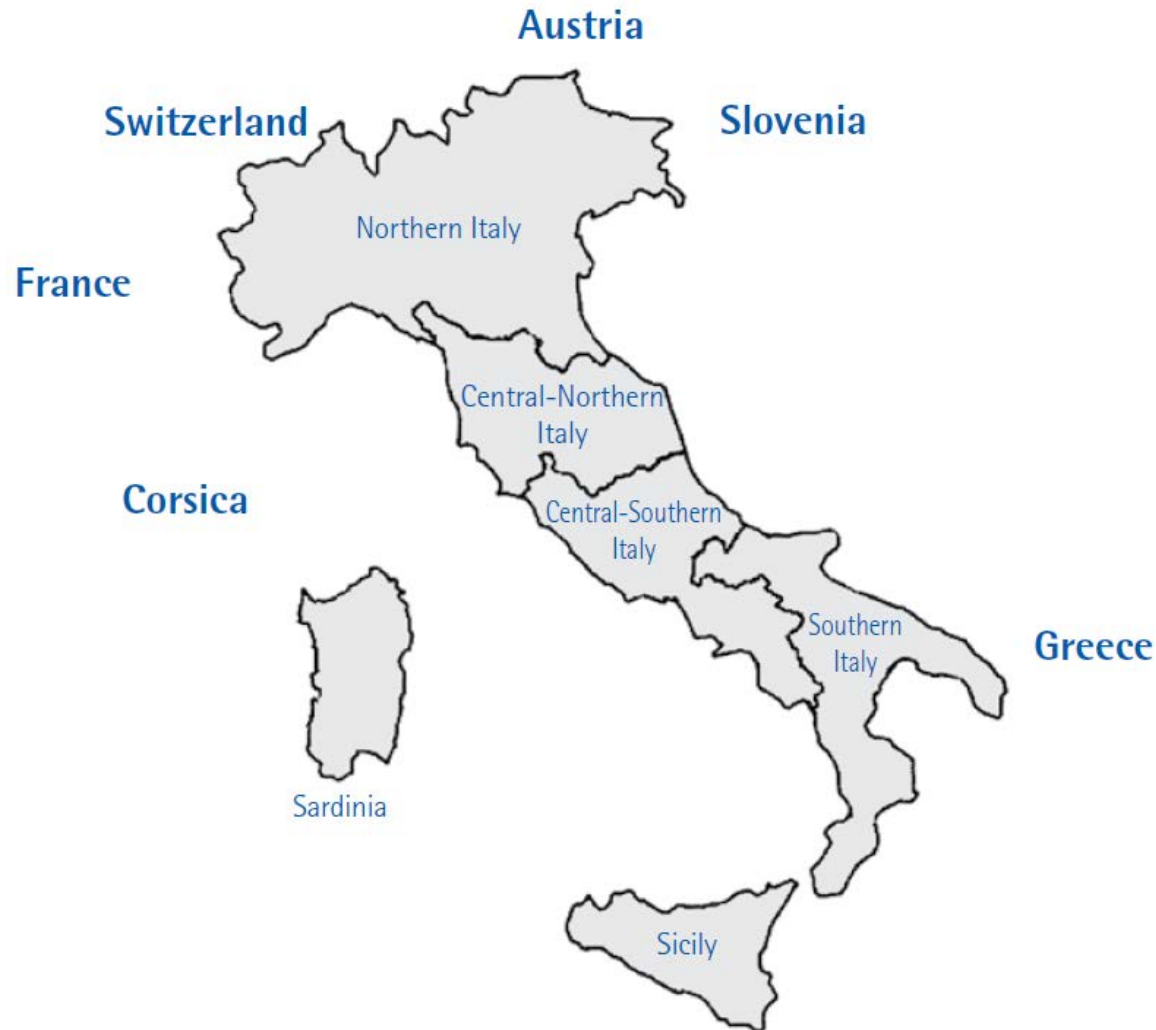 Austria
Switzerland
Slovenia
Northern Italy
France
Central-Northern
Italy
Corsica
Central-Southern
Italy
Southern
Italy
Greece
Sardinia
Sicily